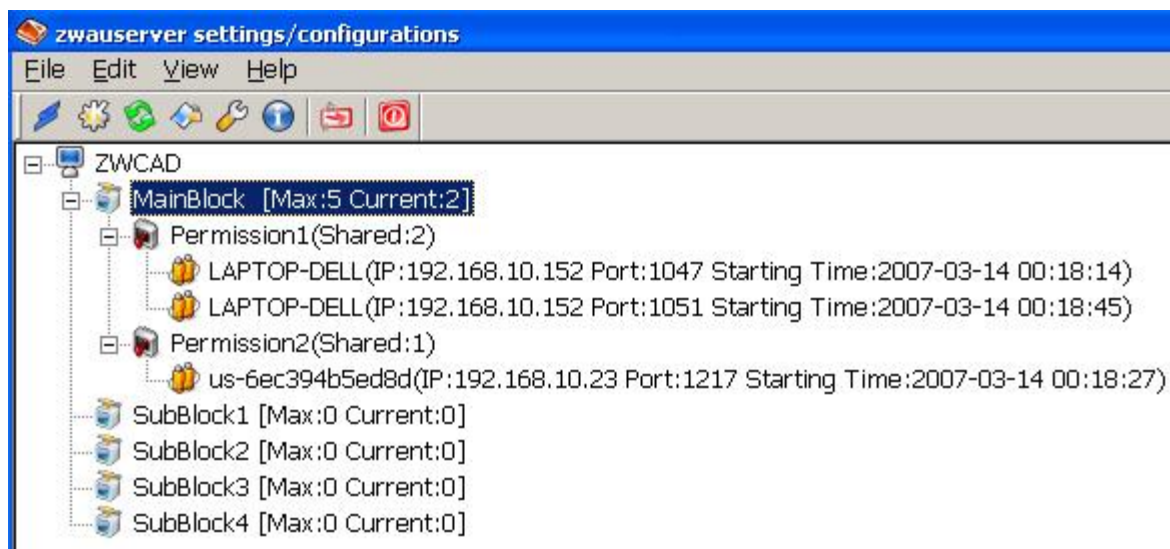 zwauserver settings/configurations
File Edit View Help
ZWCAD
MainBlock [Max:5 Current:2]
Permission1(Shared:2)
LAPTOP-DELL(IP:192.168.10.152 Port:1047 Starting Time:2007-03-14 00:18:14)
LAPTOP-DELL(IP:192.168.10.152 Port:1051 Starting Time:2007-03-14 00:18:45)
Permission2(Shared:1)
us-6ec394b5ed8d(IP:192.168.10.23 Port:1217 Starting Time:2007-03-14 00:18:27)
SubBlock1 [Max:0 Current:0]
SubBlock2 [Max:0 Current:0]
SubBlock3 [Max:0 Current:0]
SubBlock4 [Max:0 Current:0]